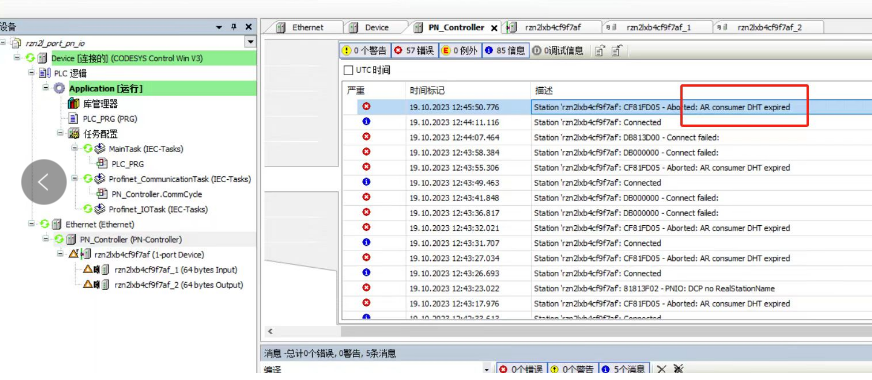 设备
rzn2l_port_pn_io
Device [连接的] (CODESYS Control Win V3)
PLC 逻辑
Application [运行]
库管理器
PLC_PRG (PRG)
任务配置
MainTask (IEC-Tasks)
PLC_PRG
Profinet_CommunicationTask (IEC-Tasks)
PN_Controller.CommCycle
Profinet_IOTask (IEC-Tasks)
Ethernet (Ethernet)
PN_Controller (PN-Controller)
rzn2lxb4cf9f7af (1-port Device)
rzn2lxb4cf9f7af_1 (64 bytes Input)
rzn2lxb4cf9f7af_2 (64 bytes Output)
Ethernet Device PN_Controller rzn2lxb4cf9f7af rzn2lxb4cf9f7af_1 rzn2lxb4cf9f7af_2
0个警告 57错误 0例外 85信息 0调试信息
UTC时间
严重 时间标记 描述
19.10.2023 12:45:50.776 Station 'rzn2lxb4cf9f7af': CF81FD05 - Aborted: AR consumer DHT expired
19.10.2023 12:44:11.116 Station 'rzn2lxb4cf9f7af': Connected
19.10.2023 12:44:07.464 Station 'rzn2lxb4cf9f7af': DB813D00 - Connect failed:
19.10.2023 12:43:58.384 Station 'rzn2lxb4cf9f7af': DB000000 - Connect failed:
19.10.2023 12:43:55.306 Station 'rzn2lxb4cf9f7af': CF81FD05 - Aborted: AR consumer DHT expired
19.10.2023 12:43:49.463 Station 'rzn2lxb4cf9f7af': Connected
19.10.2023 12:43:41.848 Station 'rzn2lxb4cf9f7af': DB000000 - Connect failed:
19.10.2023 12:43:36.817 Station 'rzn2lxb4cf9f7af': DB000000 - Connect failed:
19.10.2023 12:43:32.021 Station 'rzn2lxb4cf9f7af': CF81FD05 - Aborted: AR consumer DHT expired
19.10.2023 12:43:31.707 Station 'rzn2lxb4cf9f7af': Connected
19.10.2023 12:43:27.034 Station 'rzn2lxb4cf9f7af': CF81FD05 - Aborted: AR consumer DHT expired
19.10.2023 12:43:26.693 Station 'rzn2lxb4cf9f7af': Connected
19.10.2023 12:43:23.022 Station 'rzn2lxb4cf9f7af': 81813F02 - PNIO: DCP no RealStationName
19.10.2023 12:43:17.976 Station 'rzn2lxb4cf9f7af': CF81FD05 - Aborted: AR consumer DHT expired
Station 'rzn2lxb4cf9f7af': Connected
消息 -总计0个错误, 0警告, 5条消息
编译 0个错误 0个警告 5个消息